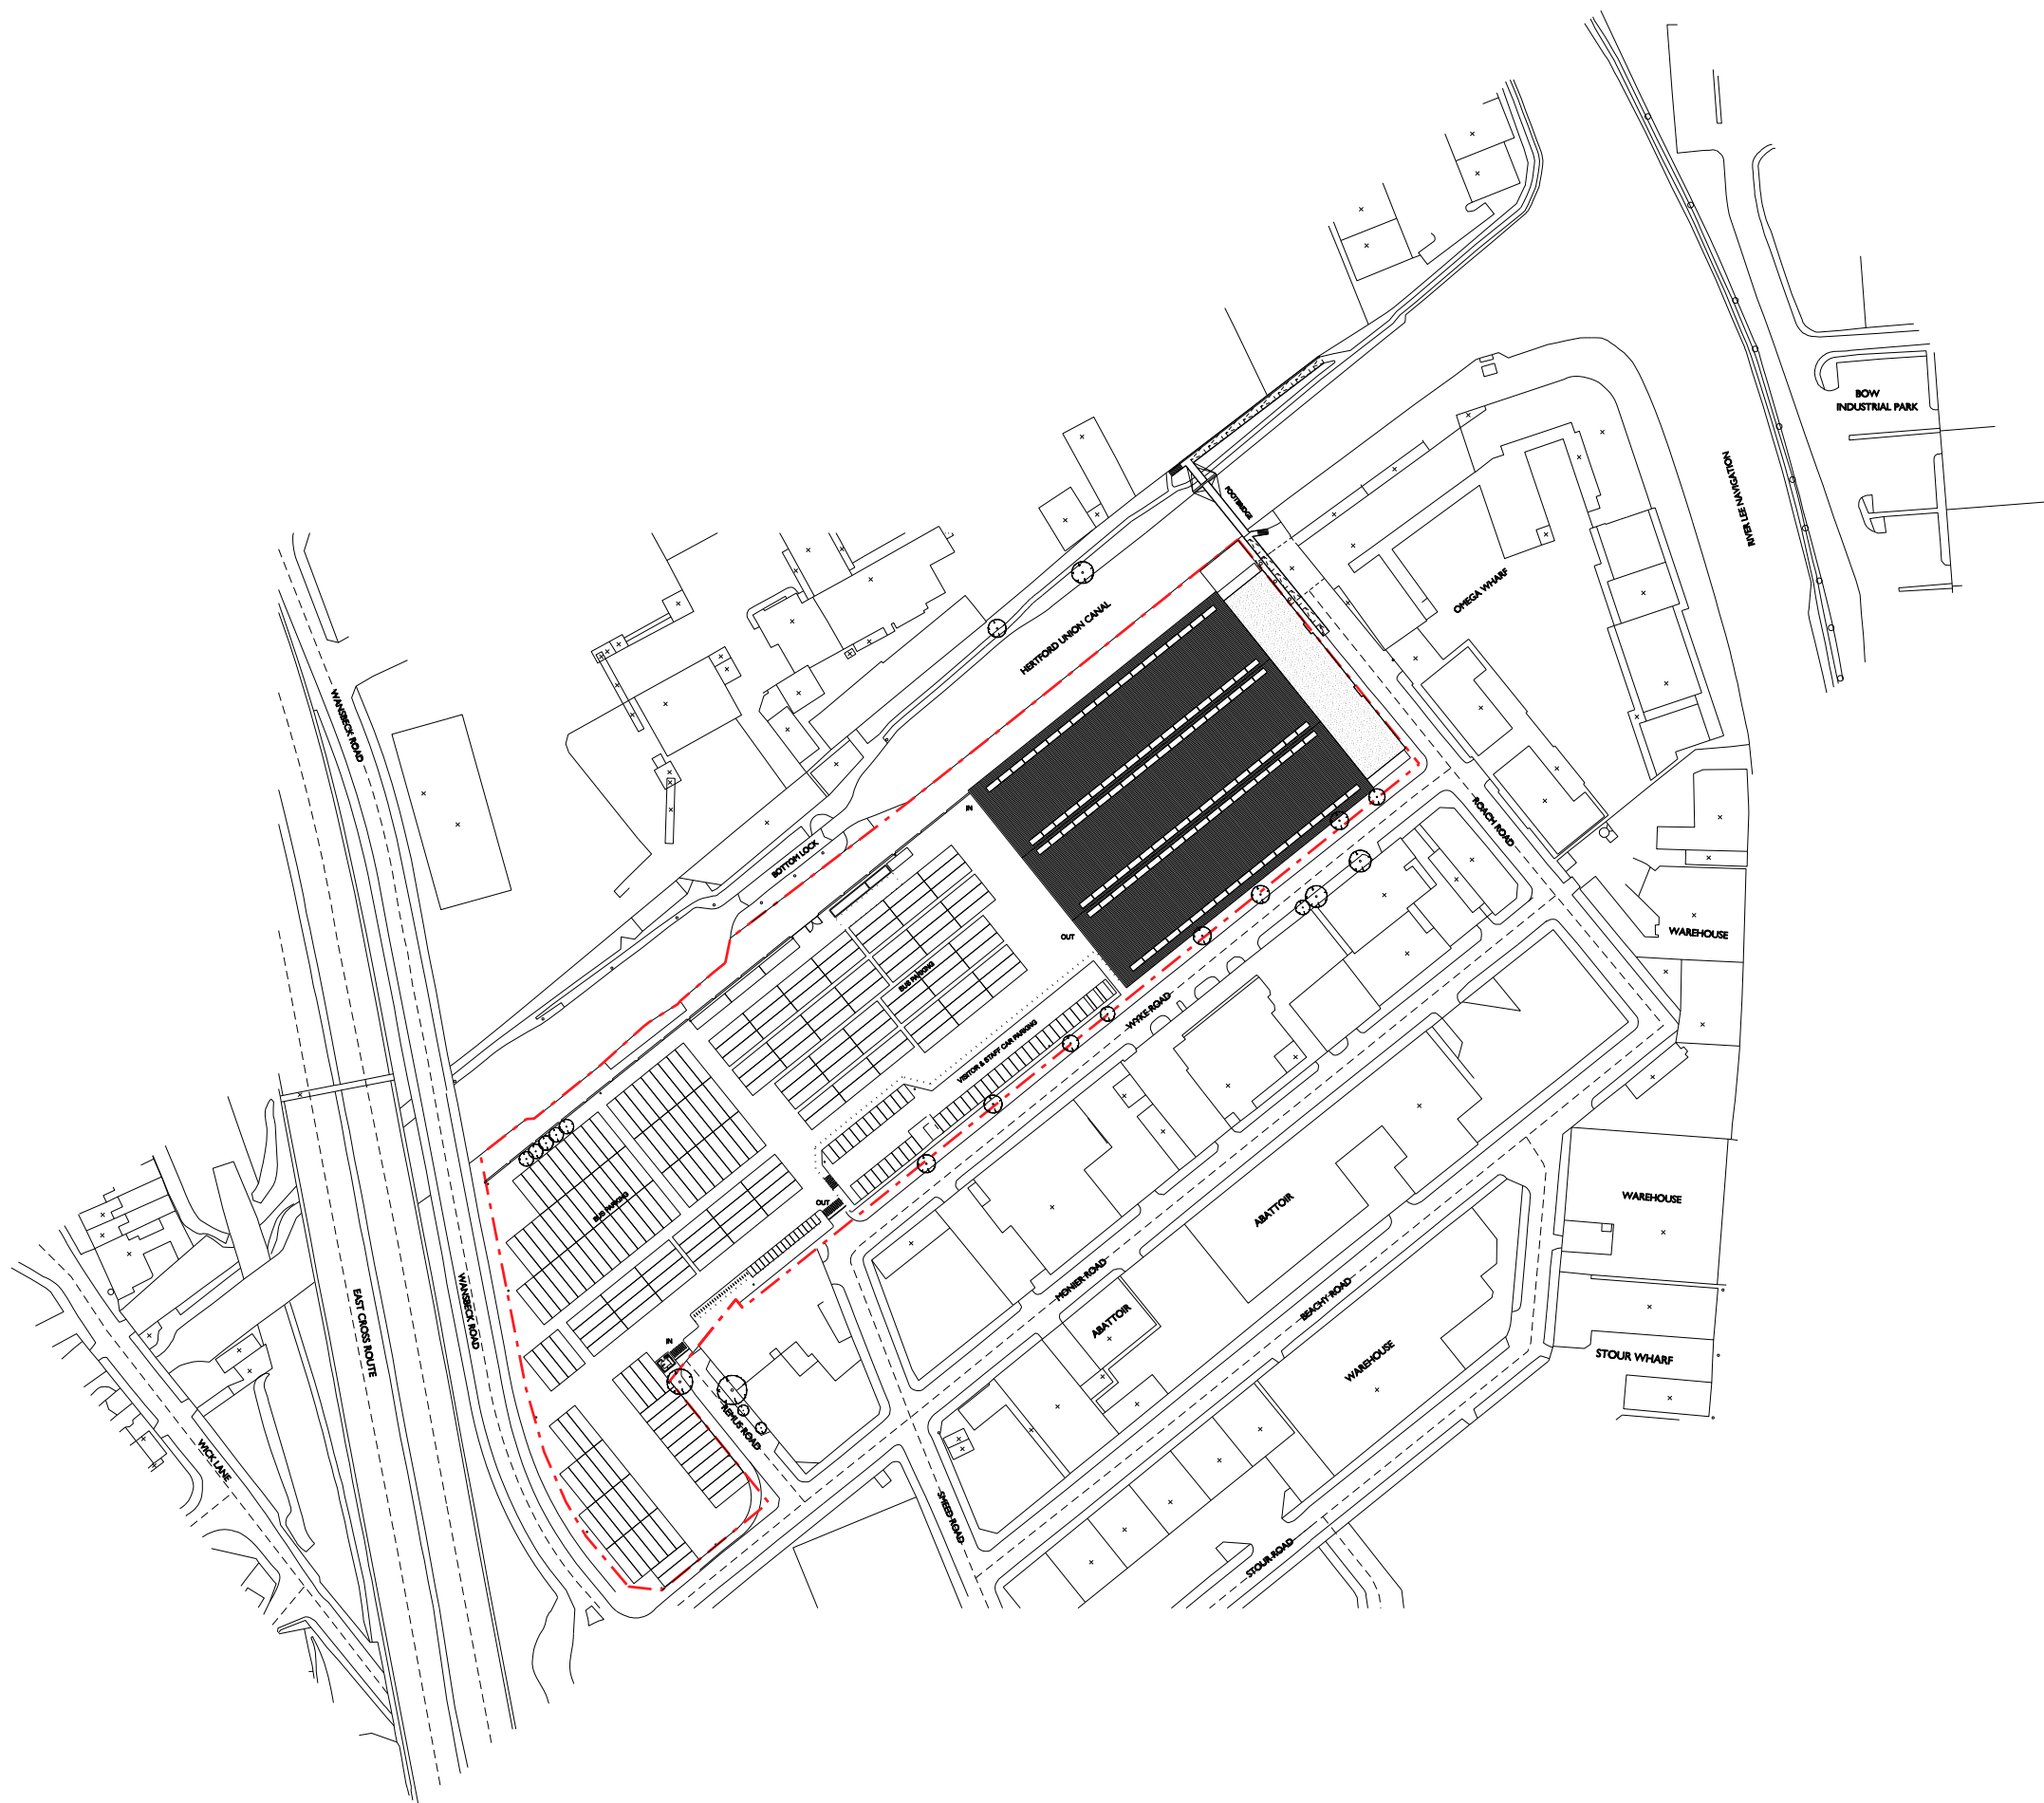 BOW
INDUSTRIAL PARK
RIVER LEE NAVIGATION
FOOTBRIDGE
OMEGA WHARF
HERTFORD UNION CANAL
WANSBECK ROAD
IN
ROACH ROAD
BOTTOM LOCK
WAREHOUSE
OUT
BUS PARKING
WYKE ROAD
VISITOR & STAFF CAR PARKING
WAREHOUSE
BUS PARKING
OUT
ABATTOIR
MONIER ROAD
BEACHY ROAD
WANSBECK ROAD
EAST CROSS ROUTE
ABATTOIR
IN
STOUR WHARF
WAREHOUSE
REMUS ROAD
WICK LANE
SMEED ROAD
STOUR ROAD